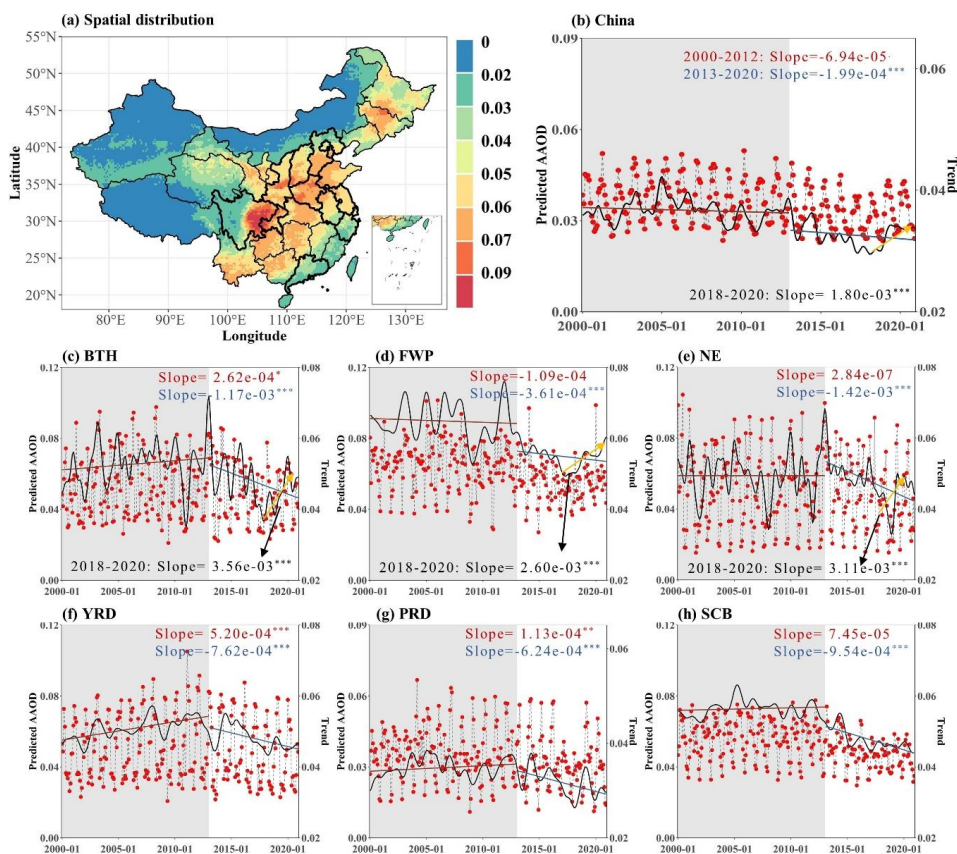 (a) Spatial distribution
55°N
50°N
45°N
40°N
35°N
30°N
25°N
20°N
Latitude
80°E 90°E 100°E 110°E 120°E 130°E
Longitude
0
0.02
0.03
0.04
0.05
0.06
0.07
0.09
(b) China
2000-2012: Slope=-6.94e-05
2013-2020: Slope=-1.99e-04***
2018-2020: Slope= 1.80e-03***
Predicted AAOD
0.09
0.06
0.03
0.00
Trend
0.06
0.04
0.02
2000-01 2005-01 2010-01 2015-01 2020-01
(c) BTH
Slope= 2.62e-04*
Slope=-1.17e-03***
2018-2020: Slope= 3.56e-03***
Predicted AAOD
0.12
0.08
0.04
0.00
Trend
0.08
0.06
0.04
0.02
2000-01 2005-01 2010-01 2015-01 2020-01
(d) FWP
Slope=-1.09e-04
Slope=-3.61e-04***
2018-2020: Slope= 2.60e-03***
Predicted AAOD
0.12
0.08
0.04
0.00
Trend
0.08
0.06
0.04
0.02
2000-01 2005-01 2010-01 2015-01 2020-01
(e) NE
Slope= 2.84e-07
Slope=-1.42e-03***
2018-2020: Slope= 3.11e-03***
Predicted AAOD
0.12
0.08
0.04
0.00
Trend
0.08
0.06
0.04
0.02
2000-01 2005-01 2010-01 2015-01 2020-01
(f) YRD
Slope= 5.20e-04***
Slope=-7.62e-04***
Predicted AAOD
0.12
0.08
0.04
0.00
Trend
0.08
0.06
0.04
0.02
2000-01 2005-01 2010-01 2015-01 2020-01
(g) PRD
Slope= 1.13e-04**
Slope=-6.24e-04***
Predicted AAOD
0.09
0.06
0.03
0.00
Trend
0.06
0.04
0.02
2000-01 2005-01 2010-01 2015-01 2020-01
(h) SCB
Slope= 7.45e-05
Slope=-9.54e-04***
Predicted AAOD
0.12
0.08
0.04
0.00
Trend
0.08
0.06
0.04
0.02
2000-01 2005-01 2010-01 2015-01 2020-01